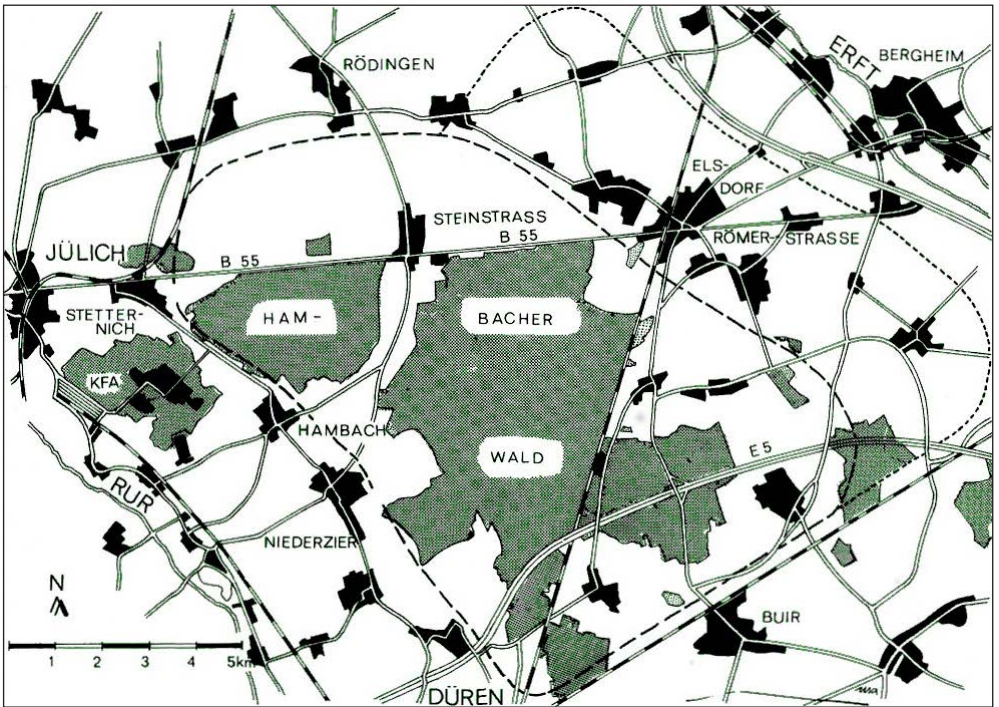 RÖDINGEN
ERFT
BERGHEIM
ELS-
DORF
STEINSTRASS
B 55
RÖMER-STRASSE
JÜLICH
B 55
STETTER-
NICH
HAM-
BACHER
KFA
HAMBACH
WALD
E 5
RUR
NIEDERZIER
N
BUIR
1 2 3 4 5km
DÜREN